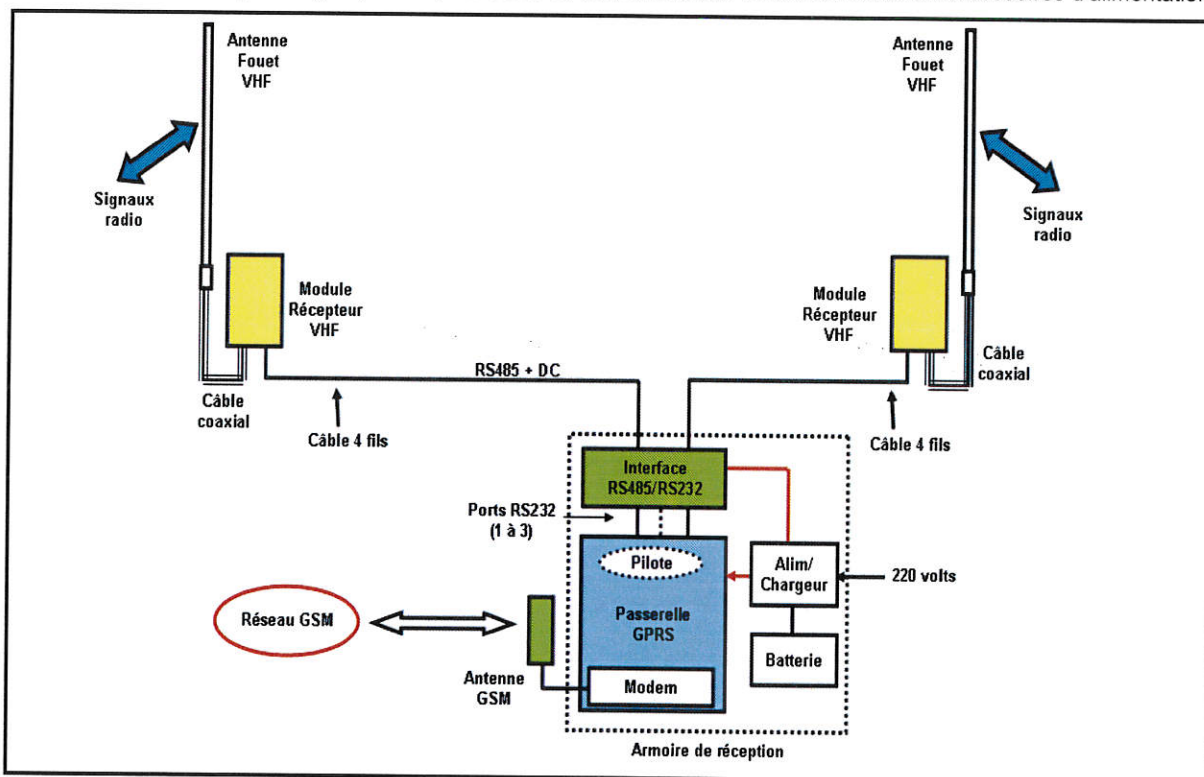 d'alimentation
Antenne
Fouet
VHF
Antenne
Fouet
VHF
Signaux
radio
Signaux
radio
Module
Récepteur
VHF
Module
Récepteur
VHF
RS485 + DC
Câble
coaxial
Câble
coaxial
Câble 4 fils
Câble 4 fils
Interface
RS485/RS232
Ports RS232
(1 à 3)
Pilote
Alim/
Chargeur
220 volts
Réseau GSM
Passerelle
GPRS
Batterie
Antenne
GSM
Modem
Armoire de réception